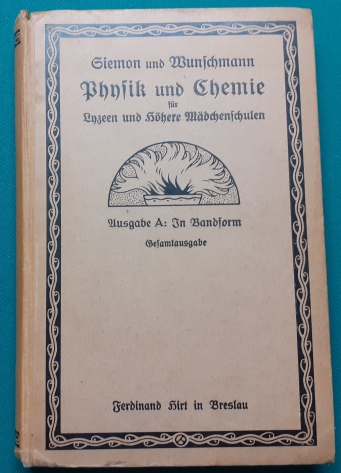 Siemon und Wunschmann
Physik und Chemie
für
Lyzeen und Höhere Mädchenschulen
Ausgabe A: In Bandform
Gesamtausgabe
Ferdinand Hirt in Breslau